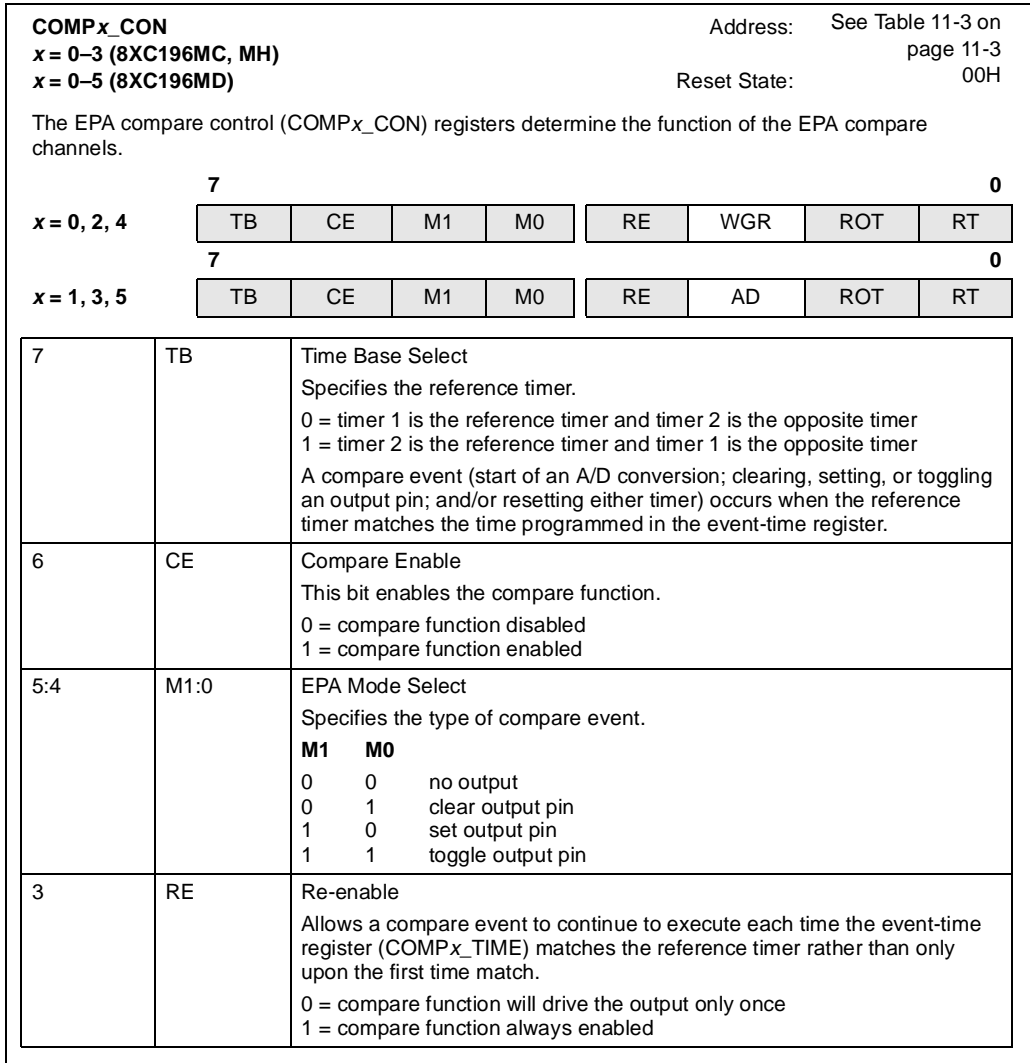 COMPx_CON Address: See Table 11-3 on
x = 0–3 (8XC196MC, MH) page 11-3
x = 0–5 (8XC196MD) Reset State: 00H
The EPA compare control (COMPx_CON) registers determine the function of the EPA compare
channels.
7 0
x = 0, 2, 4 TB CE M1 M0 RE WGR ROT RT
7 0
x = 1, 3, 5 TB CE M1 M0 RE AD ROT RT
7 TB Time Base Select
Specifies the reference timer.
0 = timer 1 is the reference timer and timer 2 is the opposite timer
1 = timer 2 is the reference timer and timer 1 is the opposite timer
A compare event (start of an A/D conversion; clearing, setting, or toggling
an output pin; and/or resetting either timer) occurs when the reference
timer matches the time programmed in the event-time register.
6 CE Compare Enable
This bit enables the compare function.
0 = compare function disabled
1 = compare function enabled
5:4 M1:0 EPA Mode Select
Specifies the type of compare event.
M1 M0
0 0 no output
0 1 clear output pin
1 0 set output pin
1 1 toggle output pin
3 RE Re-enable
Allows a compare event to continue to execute each time the event-time
register (COMPx_TIME) matches the reference timer rather than only
upon the first time match.
0 = compare function will drive the output only once
1 = compare function always enabled